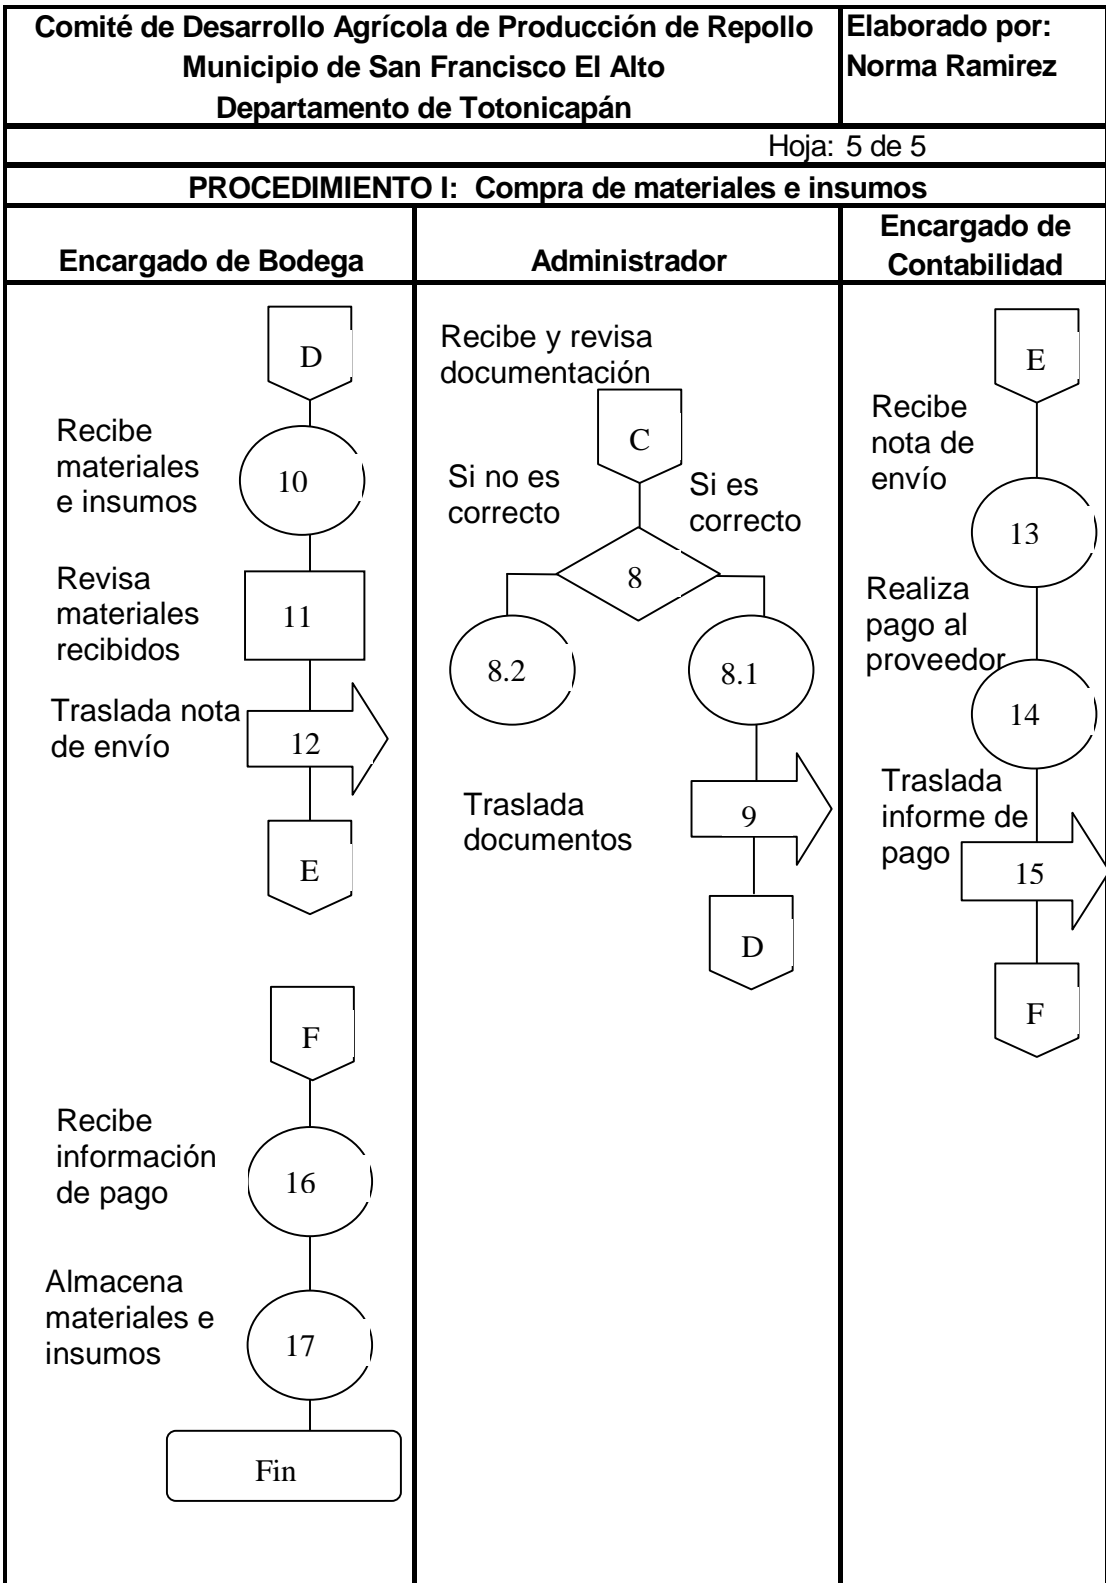 Comité de Desarrollo Agrícola de Producción de Repollo
Municipio de San Francisco El Alto
Departamento de Totonicapán
Elaborado por:
Norma Ramirez
Hoja: 5 de 5
PROCEDIMIENTO I: Compra de materiales e insumos
Encargado de Bodega
Administrador
Encargado de
Contabilidad
D
Recibe
materiales
e insumos
10
Revisa
materiales
recibidos
11
Traslada nota
de envío
12
E
F
Recibe
información
de pago
16
Almacena
materiales e
insumos
17
Fin
Recibe y revisa
documentación
C
Si no es
correcto
Si es
correcto
8
8.2
8.1
Traslada
documentos
9
D
E
Recibe
nota de
envío
13
Realiza
pago al
proveedor
14
Traslada
informe de
pago
15
F